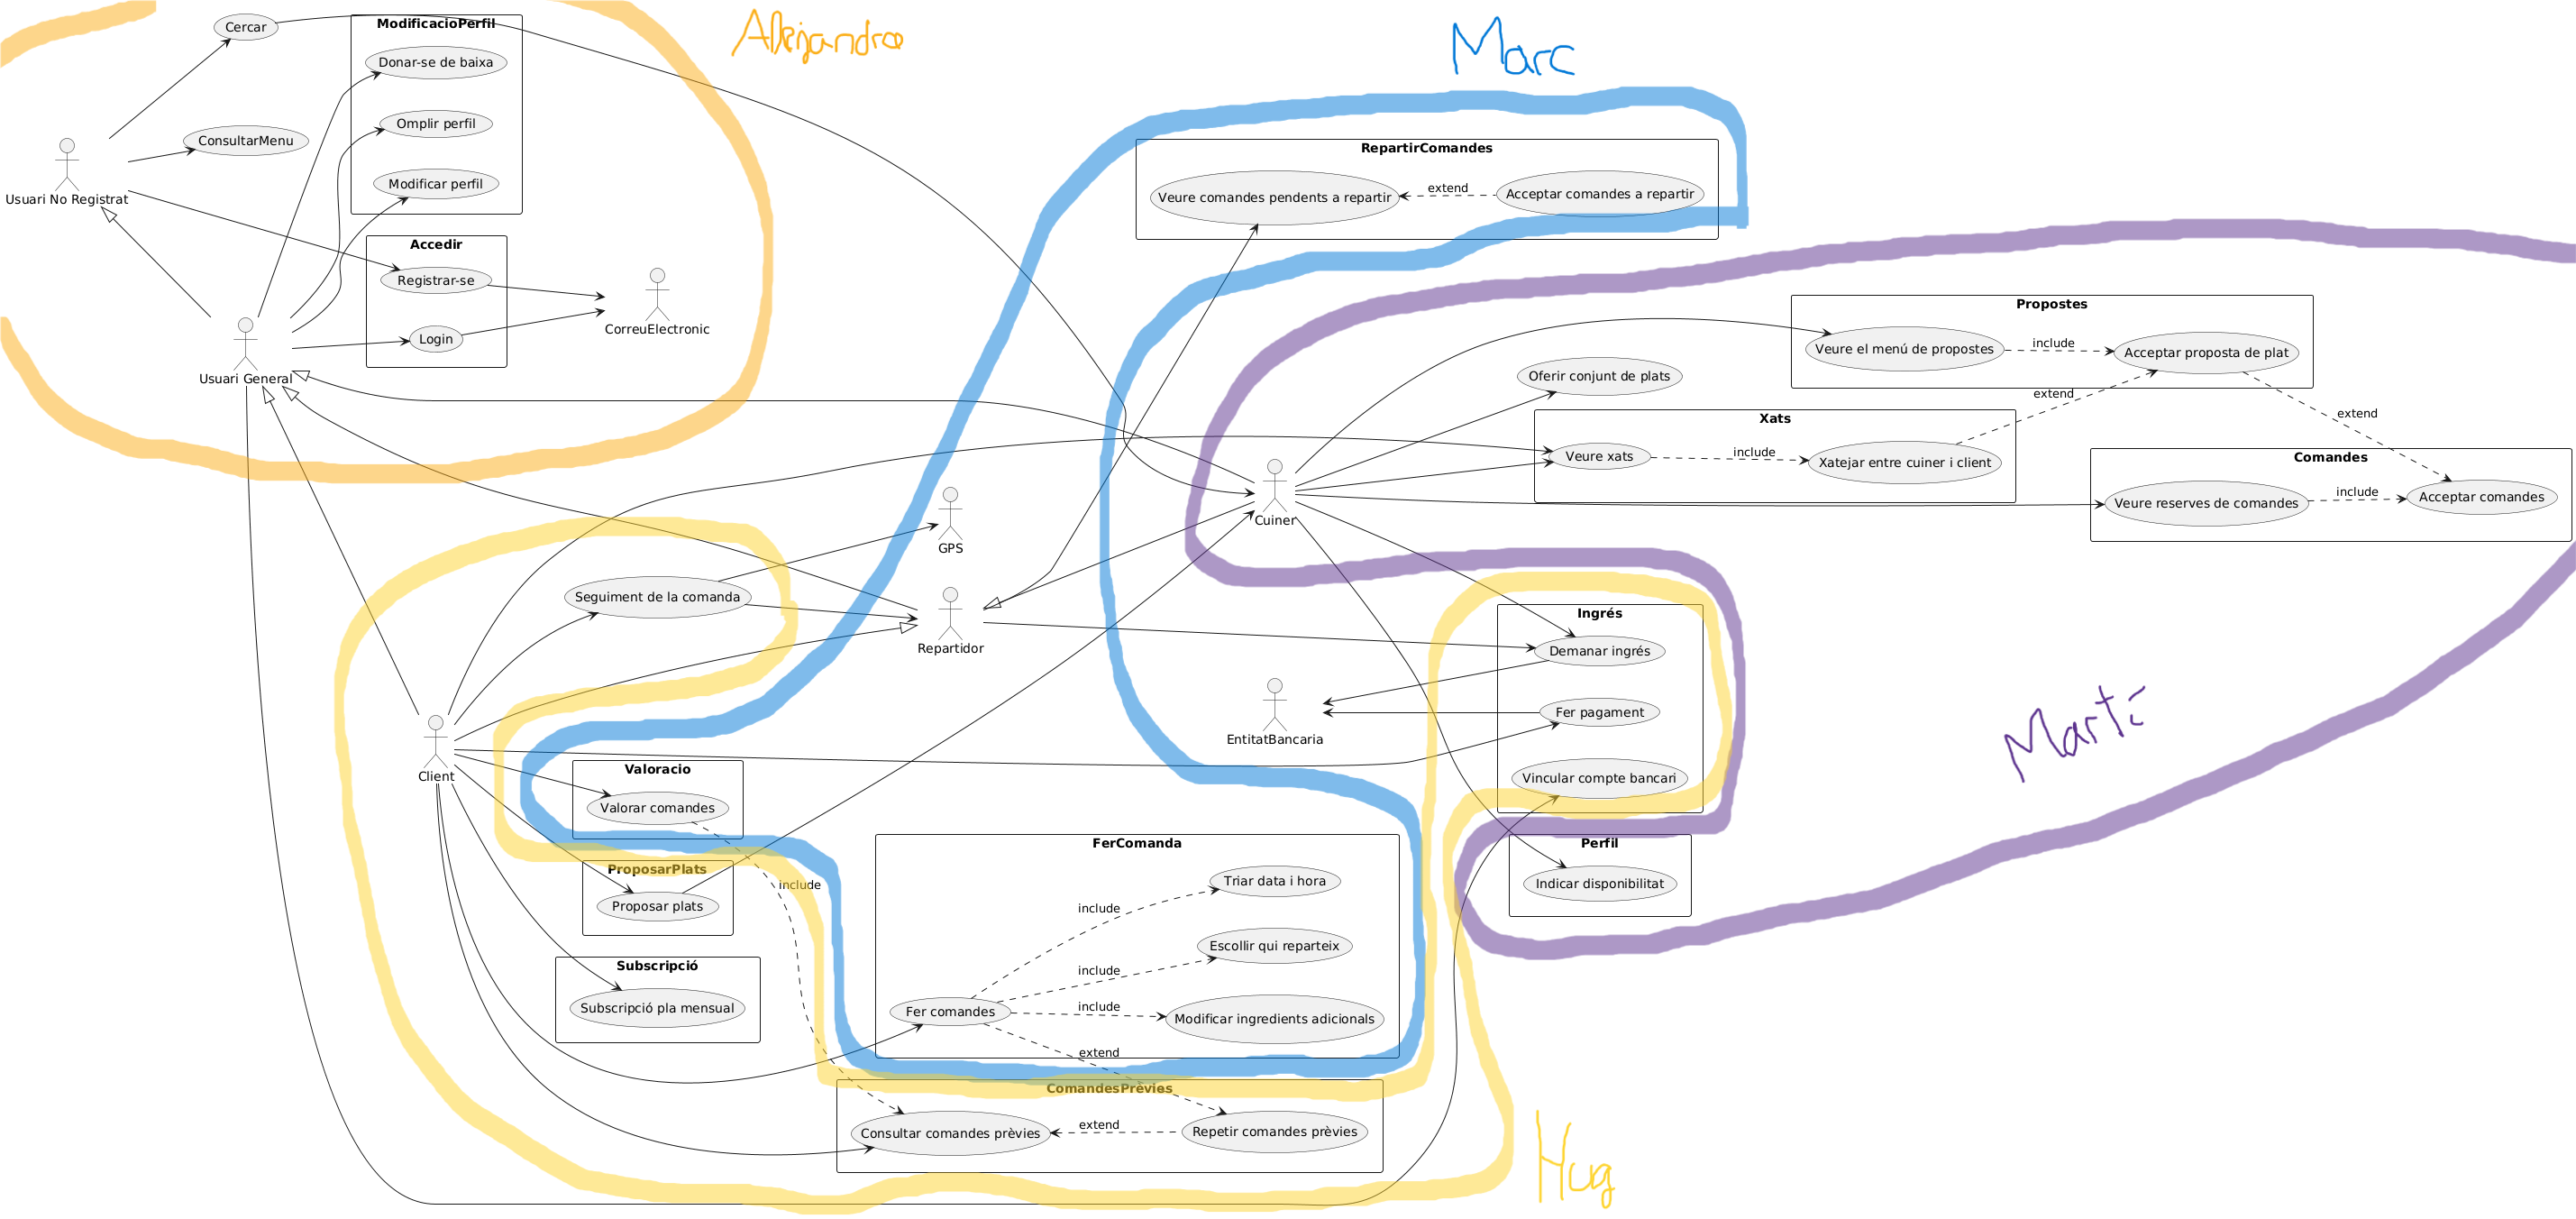 Cercar
ModificacioPerfil
Donar-se de baixa
Omplir perfil
Modificar perfil
ConsultarMenu
Usuari No Registrat
Accedir
Registrar-se
Login
CorreuElectronic
Usuari General
Alejandro
Marc
RepartirComandes
Veure comandes pendents a repartir
extend
Acceptar comandes a repartir
Propostes
Veure el menú de propostes
include
Acceptar proposta de plat
Oferir conjunt de plats
extend
extend
Xats
Veure xats
include
Xatejar entre cuiner i client
Comandes
Veure reserves de comandes
include
Acceptar comandes
Cuiner
GPS
Seguiment de la comanda
Repartidor
Ingrés
Demanar ingrés
Fer pagament
Vincular compte bancari
EntitatBancaria
Martí
Client
Valoracio
Valorar comandes
ProposarPlats
Proposar plats
include
Subscripció
Subscripció pla mensual
FerComanda
Triar data i hora
include
Escollir qui reparteix
include
Fer comandes
include
Modificar ingredients adicionals
extend
Perfil
Indicar disponibilitat
ComandesPrèvies
Consultar comandes prèvies
extend
Repetir comandes prèvies
Hug